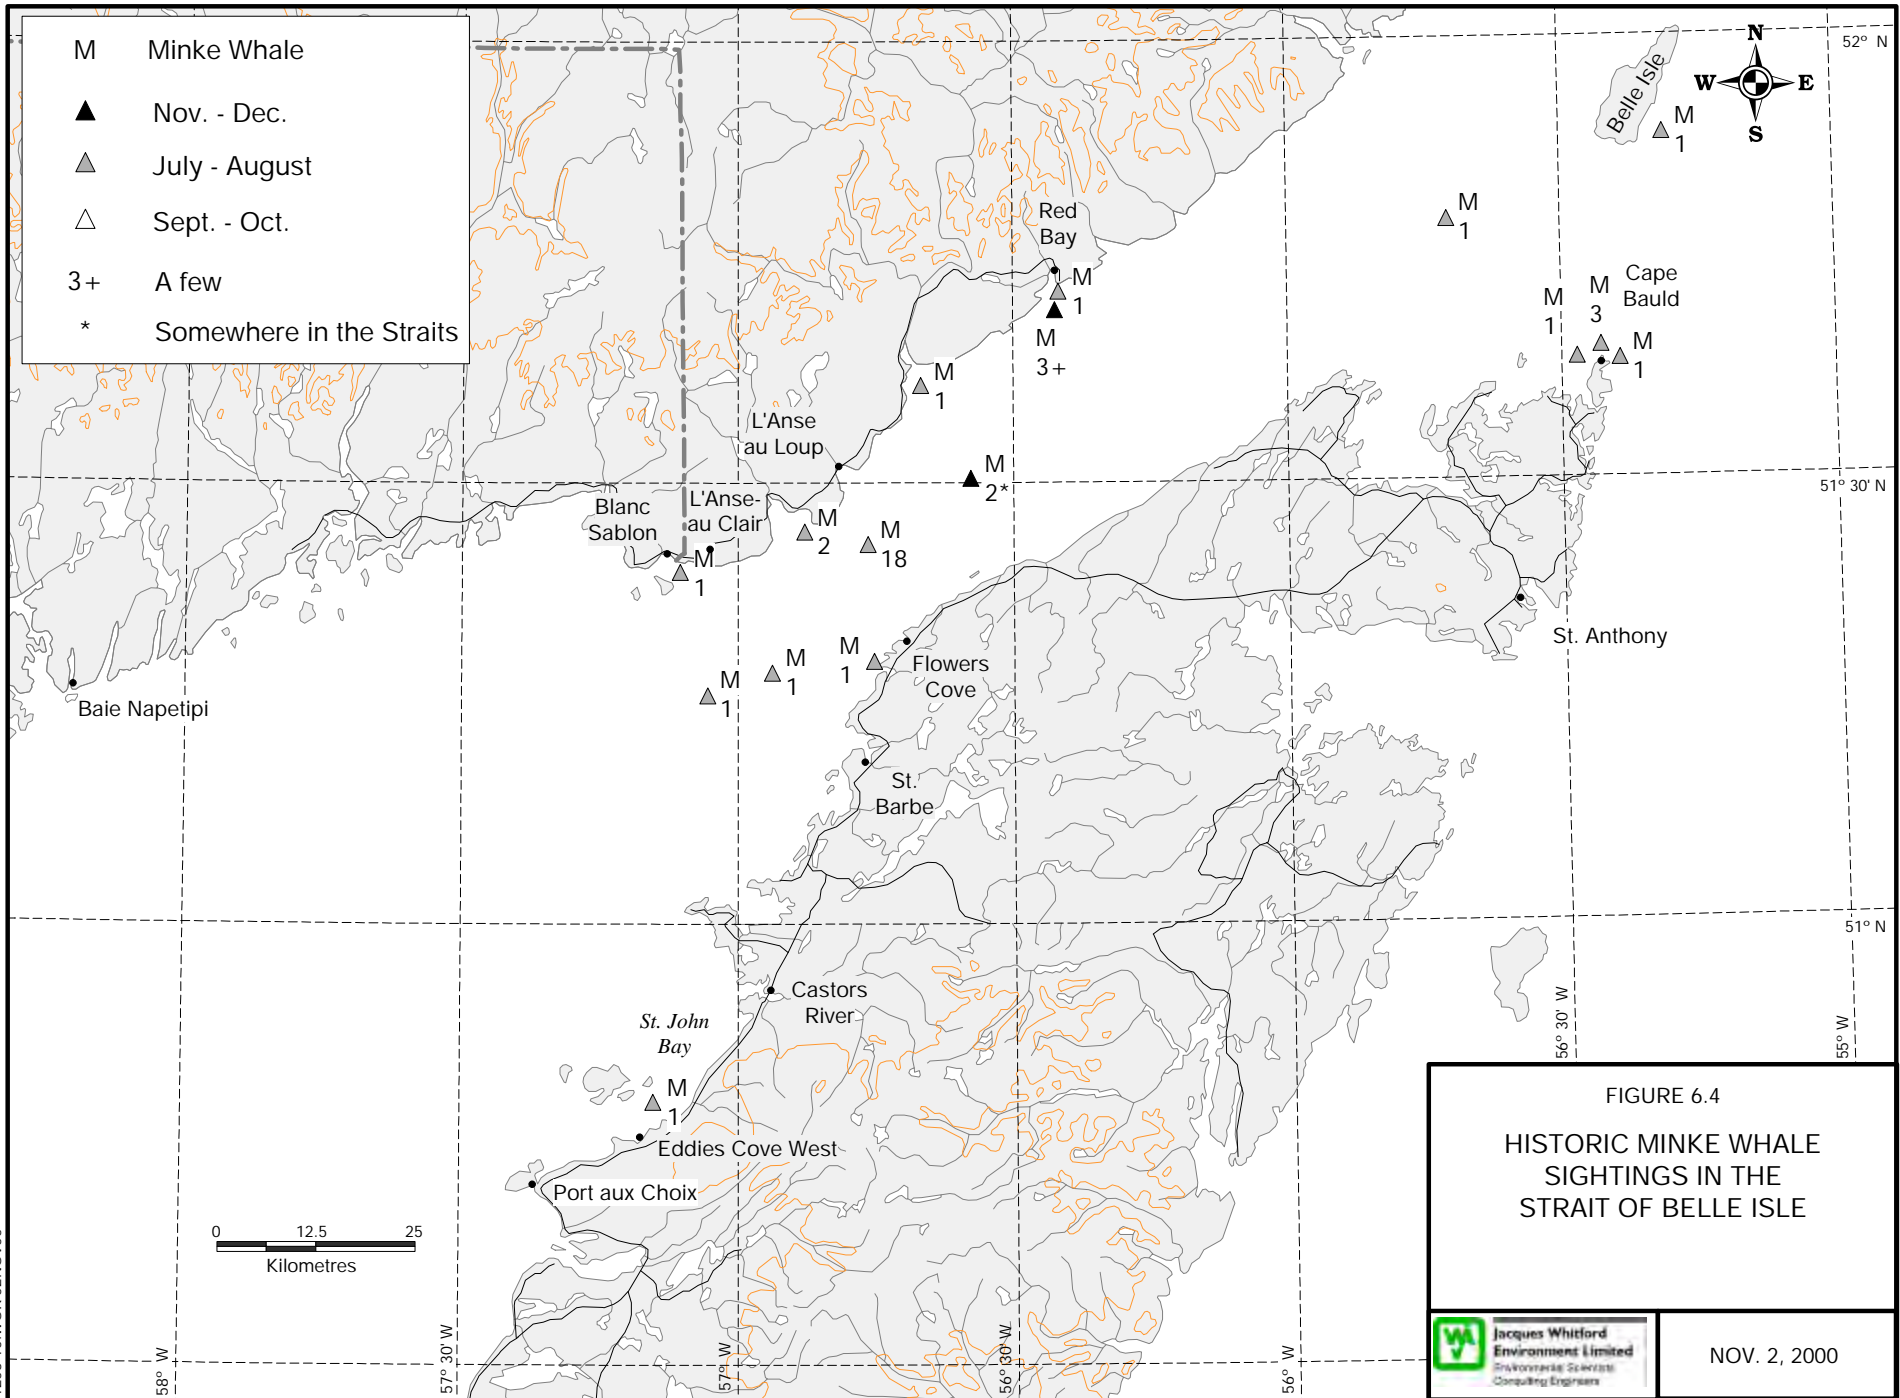 M Minke Whale
Nov. - Dec.
July - August
Sept. - Oct.
3+ A few
* Somewhere in the Straits
N
W E
S
52° N
Belle Isle
M
1
M
1
Red
Bay
M
1
M
3+
Cape
Bauld
M
1
M
3
M
1
M
1
L'Anse
au Loup
M
2*
51° 30' N
Blanc
Sablon
L'Anse-
au Clair
M
2
M
18
M
1
St. Anthony
Flowers
Cove
M
1
M
1
M
1
Baie Napetipi
St.
Barbe
51° N
Castors
River
St. John
Bay
M
1
Eddies Cove West
Port aux Choix
0 12.5 25
Kilometres
58° W
57° 30' W
57° W
56° 30' W
56° W
56° 30' W
55° W
FIGURE 6.4
HISTORIC MINKE WHALE
SIGHTINGS IN THE
STRAIT OF BELLE ISLE
Jacques Whitford
Environment Limited
Environmental Scientists
Consulting Engineers
NOV. 2, 2000